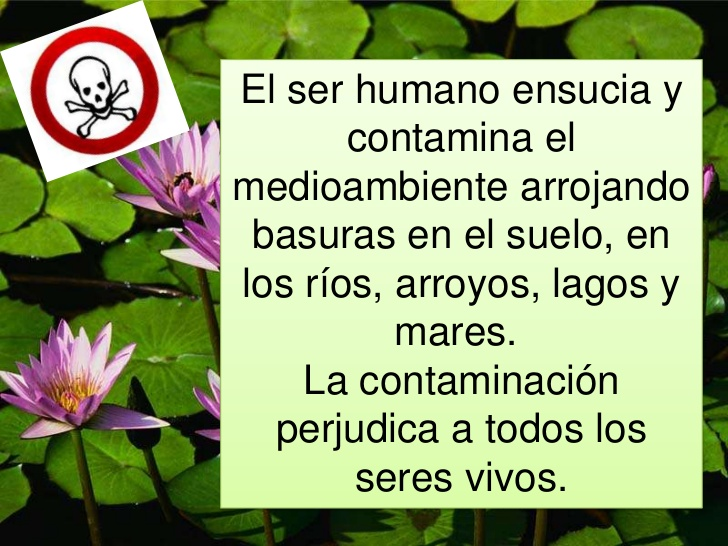 El ser humano ensucia y
contamina el
medioambiente arrojando
basuras en el suelo, en
los ríos, arroyos, lagos y
mares.
La contaminación
perjudica a todos los
seres vivos.